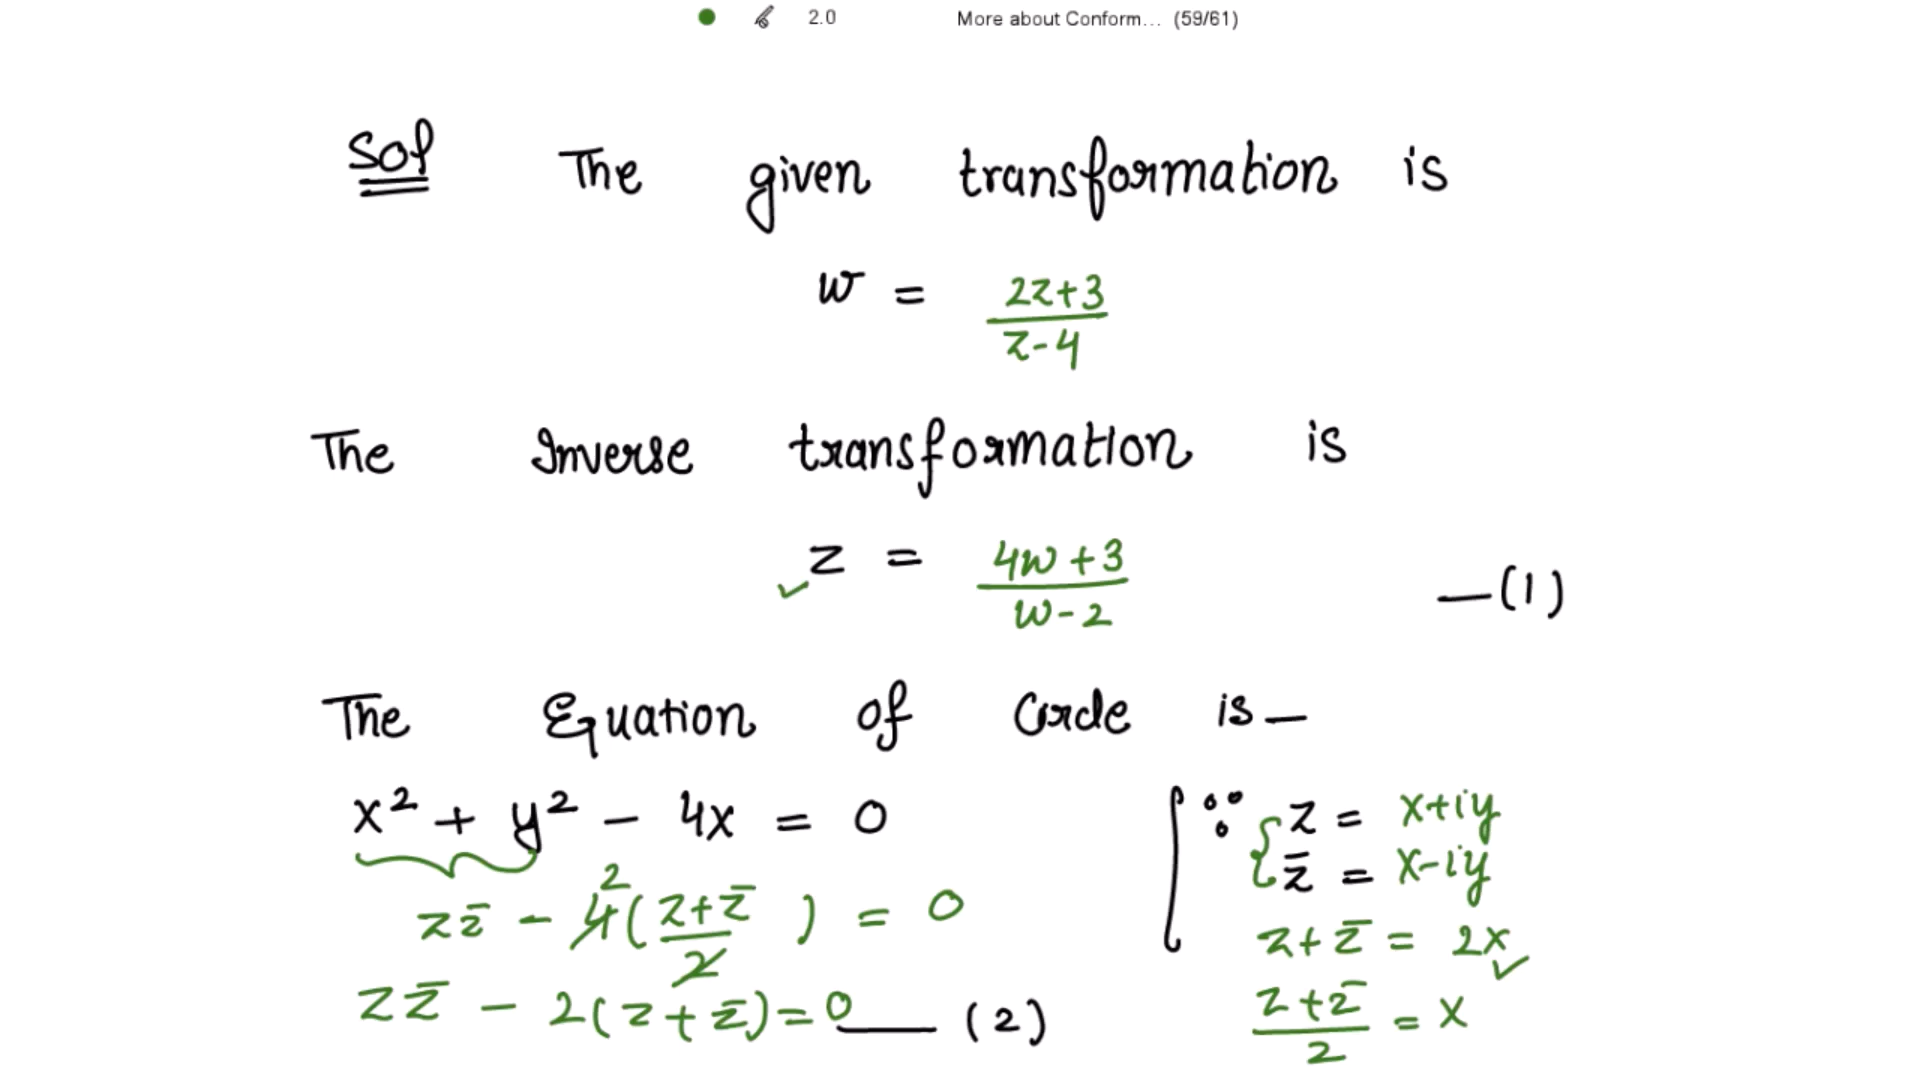 2.0 More about Conform... (59/61)
Sol The given transformation is
w = (2z+3)/(z-4)
The Inverse transformation is
z = (4w+3)/(w-2) —(1)
The Equation of Circle is —
x² + y² - 4x = 0
zz̄ - 4² ((z+z̄)/2) = 0
zz̄ - 2(z+z̄)=0 — (2)
∵ z = x+iy
z̄ = x-iy
z+z̄ = 2x
(z+z̄)/2 = x